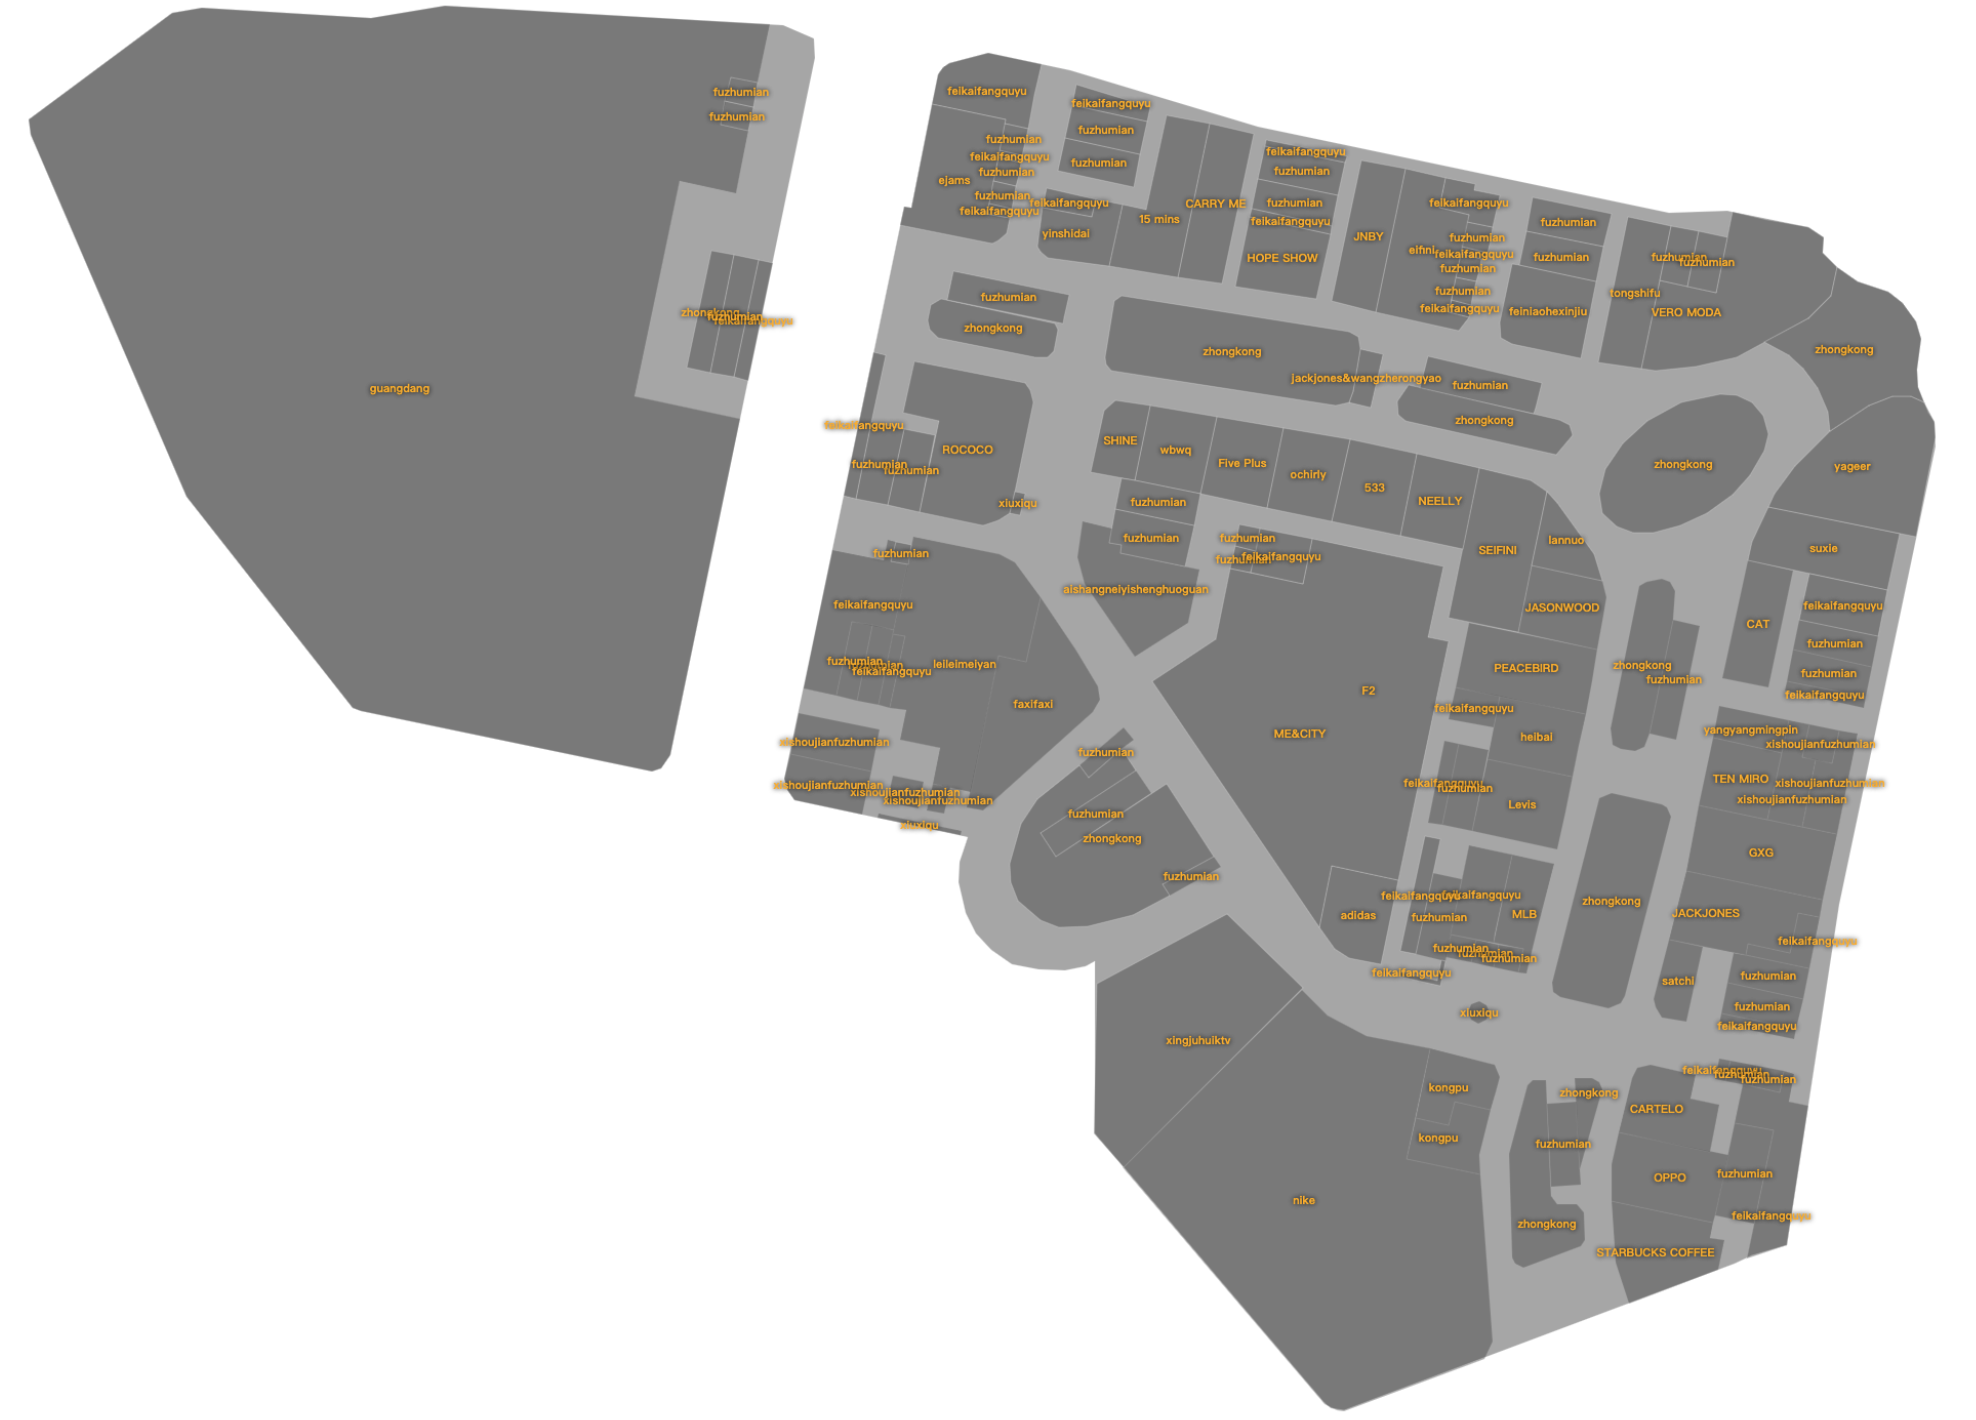 fuzhumian
fuzhumian
zhongkong
fuzhumian
feikaifangquyu
guangdang
feikaifangquyu
feikaifangquyu
fuzhumian
fuzhumian
fuzhumian
feikaifangquyu
fuzhumian
ejams
fuzhumian
feikaifangquyu
feikaifangquyu
yinshidai
15 mins
CARRY ME
feikaifangquyu
fuzhumian
fuzhumian
feikaifangquyu
HOPE SHOW
JNBY
feikaifangquyu
eifini
fuzhumian
feikaifangquyu
fuzhumian
fuzhumian
feikaifangquyu
fuzhumian
fuzhumian
feiniaohexinjiu
tongshifu
fuzhumian
fuzhumian
VERO MODA
zhongkong
fuzhumian
zhongkong
zhongkong
jackjones&wangzherongyao
fuzhumian
zhongkong
zhongkong
yageer
suxie
feikaifangquyu
fuzhumian
fuzhumian
ROCOCO
xiuxiqu
SHINE
wbwq
Five Plus
ochirly
533
NEELLY
SEIFINI
lannuo
JASONWOOD
fuzhumian
fuzhumian
fuzhumian
fuzhumian
feikaifangquyu
aishangneiyishenghuoguan
fuzhumian
feikaifangquyu
fuzhumian
fuzhumian
feikaifangquyu
leileimeiyan
faxifaxi
F2
ME&CITY
PEACEBIRD
feikaifangquyu
heibai
zhongkong
fuzhumian
CAT
feikaifangquyu
fuzhumian
fuzhumian
feikaifangquyu
yangyangmingpin
xishoujianfuzhumian
TEN MIRO
xishoujianfuzhumian
xishoujianfuzhumian
xishoujianfuzhumian
xishoujianfuzhumian
xishoujianfuzhumian
xishoujianfuzhumian
xiuxiqu
fuzhumian
fuzhumian
zhongkong
fuzhumian
feikaifangquyu
fuzhumian
Levis
GXG
adidas
feikaifangquyu
feikaifangquyu
fuzhumian
MLB
fuzhumian
fuzhumian
fuzhumian
feikaifangquyu
zhongkong
JACKJONES
feikaifangquyu
satchi
fuzhumian
fuzhumian
feikaifangquyu
xiuxiqu
xingjuhuiktv
kongpu
kongpu
nike
zhongkong
fuzhumian
zhongkong
feikaifangquyu
fuzhumian
fuzhumian
CARTELO
OPPO
fuzhumian
feikaifangquyu
STARBUCKS COFFEE